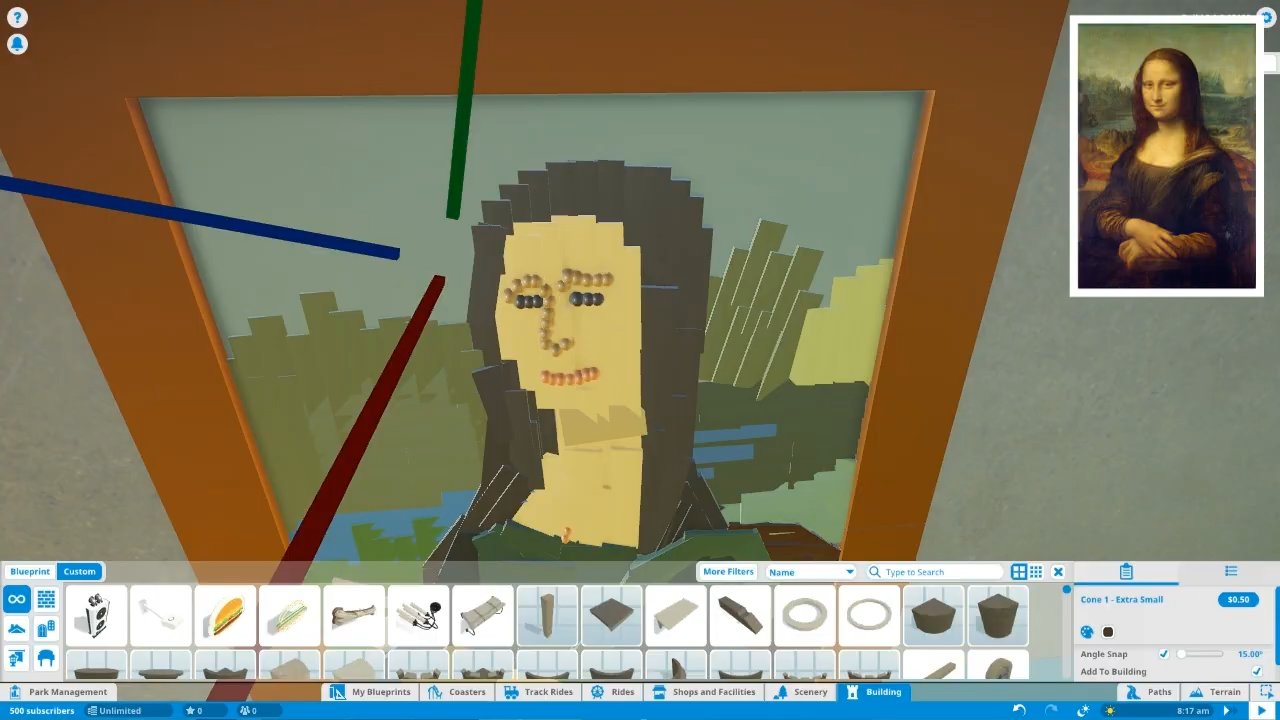 ?
Blueprint
Custom
More Filters
Name
Type to Search
Cone 1 - Extra Small
$0.50
Angle Snap
15.00°
Add To Building
Park Management
My Blueprints
Coasters
Track Rides
Rides
Shops and Facilities
Scenery
Building
Paths
Terrain
500 subscribers
Unlimited
0
0
8:17 am